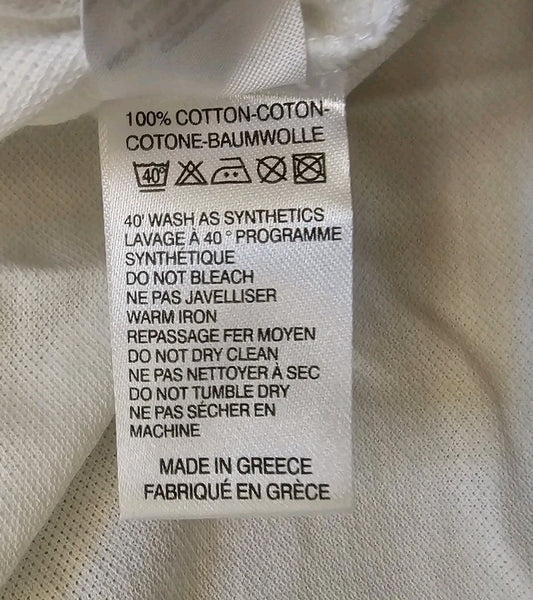 100% COTTON-COTON-
COTONE-BAUMWOLLE
40°
40' WASH AS SYNTHETICS
LAVAGE À 40 ° PROGRAMME
SYNTHÉTIQUE
DO NOT BLEACH
NE PAS JAVELLISER
WARM IRON
REPASSAGE FER MOYEN
DO NOT DRY CLEAN
NE PAS NETTOYER À SEC
DO NOT TUMBLE DRY
NE PAS SÉCHER EN
MACHINE
MADE IN GREECE
FABRIQUÉ EN GRÈCE